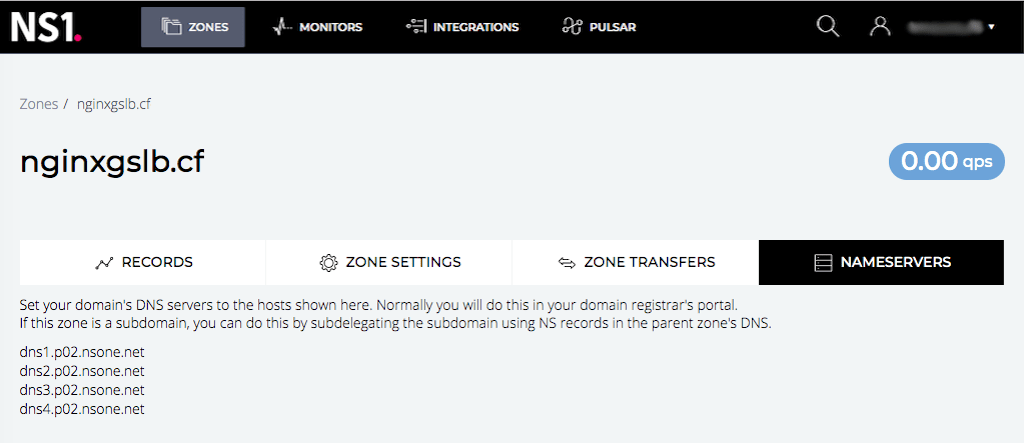 NS1.
ZONES
MONITORS
INTEGRATIONS
PULSAR
Zones / nginxgslb.cf
nginxgslb.cf
0.00 qps
RECORDS
ZONE SETTINGS
ZONE TRANSFERS
NAMESERVERS
Set your domain's DNS servers to the hosts shown here. Normally you will do this in your domain registrar's portal.
If this zone is a subdomain, you can do this by subdelegating the subdomain using NS records in the parent zone's DNS.
dns1.p02.nsone.net
dns2.p02.nsone.net
dns3.p02.nsone.net
dns4.p02.nsone.net